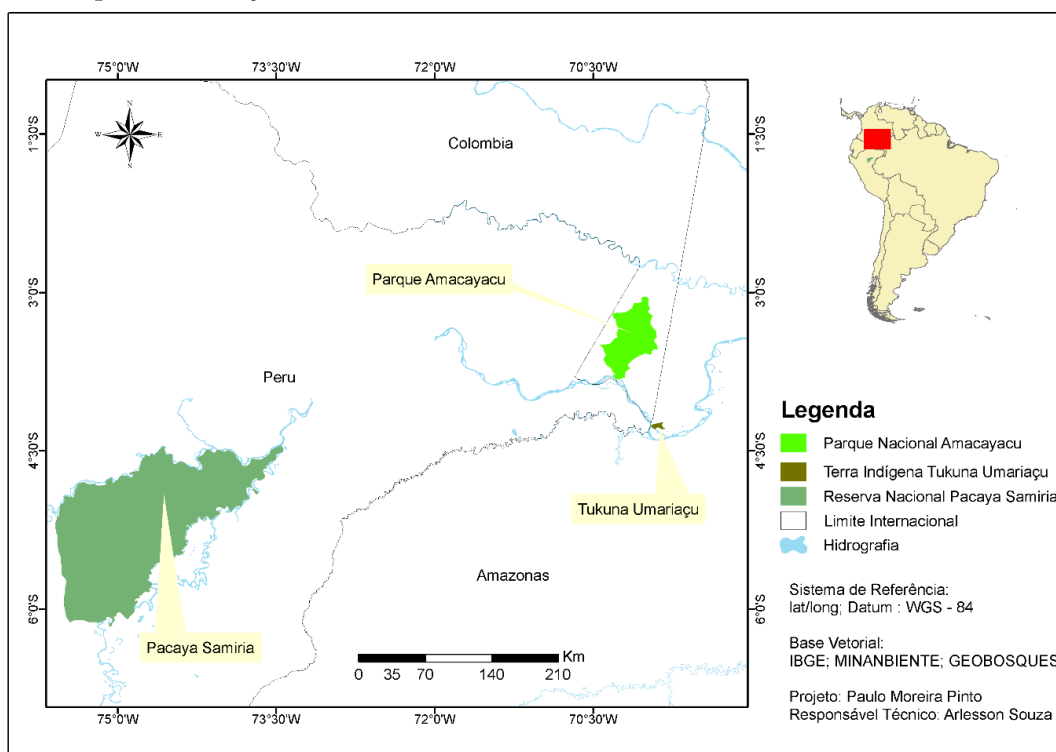 75°0'W 73°30'W 72°0'W 70°30'W
N
W E
S
1°30'S 1°30'S
Colombia
Parque Amacayacu
3°0'S 3°0'S
Peru
4°30'S 4°30'S
Tukuna Umariaçu
Amazonas
6°0'S 6°0'S
Pacaya Samiria
Km
0 35 70 140 210
75°0'W 73°30'W 72°0'W 70°30'W
Legenda
Parque Nacional Amacayacu
Terra Indígena Tukuna Umariaçu
Reserva Nacional Pacaya Samiria
Limite Internacional
Hidrografia
Sistema de Referência:
lat/long; Datum : WGS - 84
Base Vetorial:
IBGE; MINANBIENTE; GEOBOSQUES
Projeto: Paulo Moreira Pinto
Responsável Técnico: Arlesson Souza